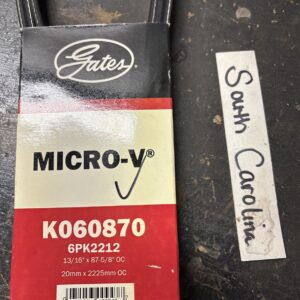 Gates
MICRO-V®
K060870
6PK2212
13/16" x 87-5/8" OC
20mm x 2225mm OC
South Carolina